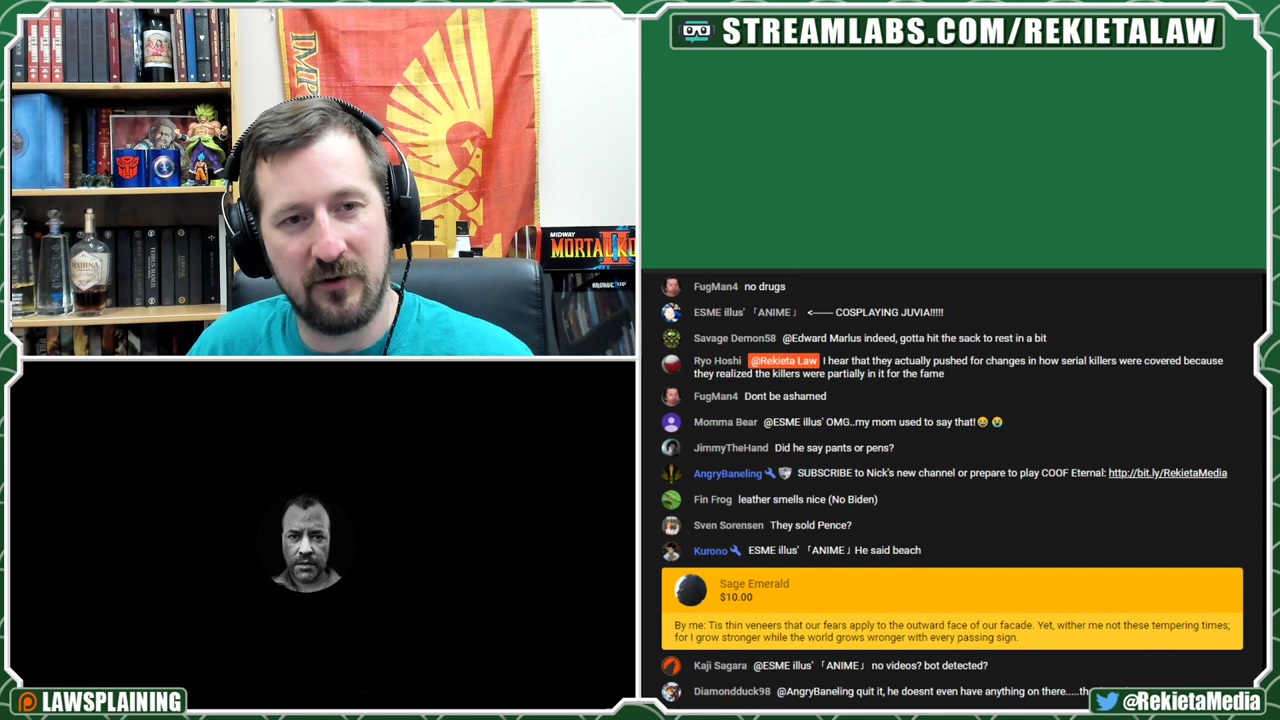 STREAMLABS.COM/REKIETALAW
DMP
MIDWAY
MORTAL KO
II
MAHINA
FugMan4 no drugs
ESME illus' 「ANIME」 <—— COSPLAYING JUVIA!!!!!
Savage Demon58 @Edward Marlus indeed, gotta hit the sack to rest in a bit
Ryo Hoshi @Rekieta Law I hear that they actually pushed for changes in how serial killers were covered because
they realized the killers were partially in it for the fame
FugMan4 Dont be ashamed
Momma Bear @ESME illus' OMG..my mom used to say that!😆 😭
JimmyTheHand Did he say pants or pens?
AngryBaneling SUBSCRIBE to Nick's new channel or prepare to play COOF Eternal: http://bit.ly/RekietaMedia
Fin Frog leather smells nice (No Biden)
Sven Sorensen They sold Pence?
Kurono ESME illus' 「ANIME」 He said beach
Sage Emerald
$10.00
By me: Tis thin veneers that our fears apply to the outward face of our facade. Yet, wither me not these tempering times;
for I grow stronger while the world grows wronger with every passing sign.
Kaji Sagara @ESME illus' 「ANIME」 no videos? bot detected?
Diamondduck98 @AngryBaneling quit it, he doesnt even have anything on there.....th
LAWSPLAINING
@RekietaMedia